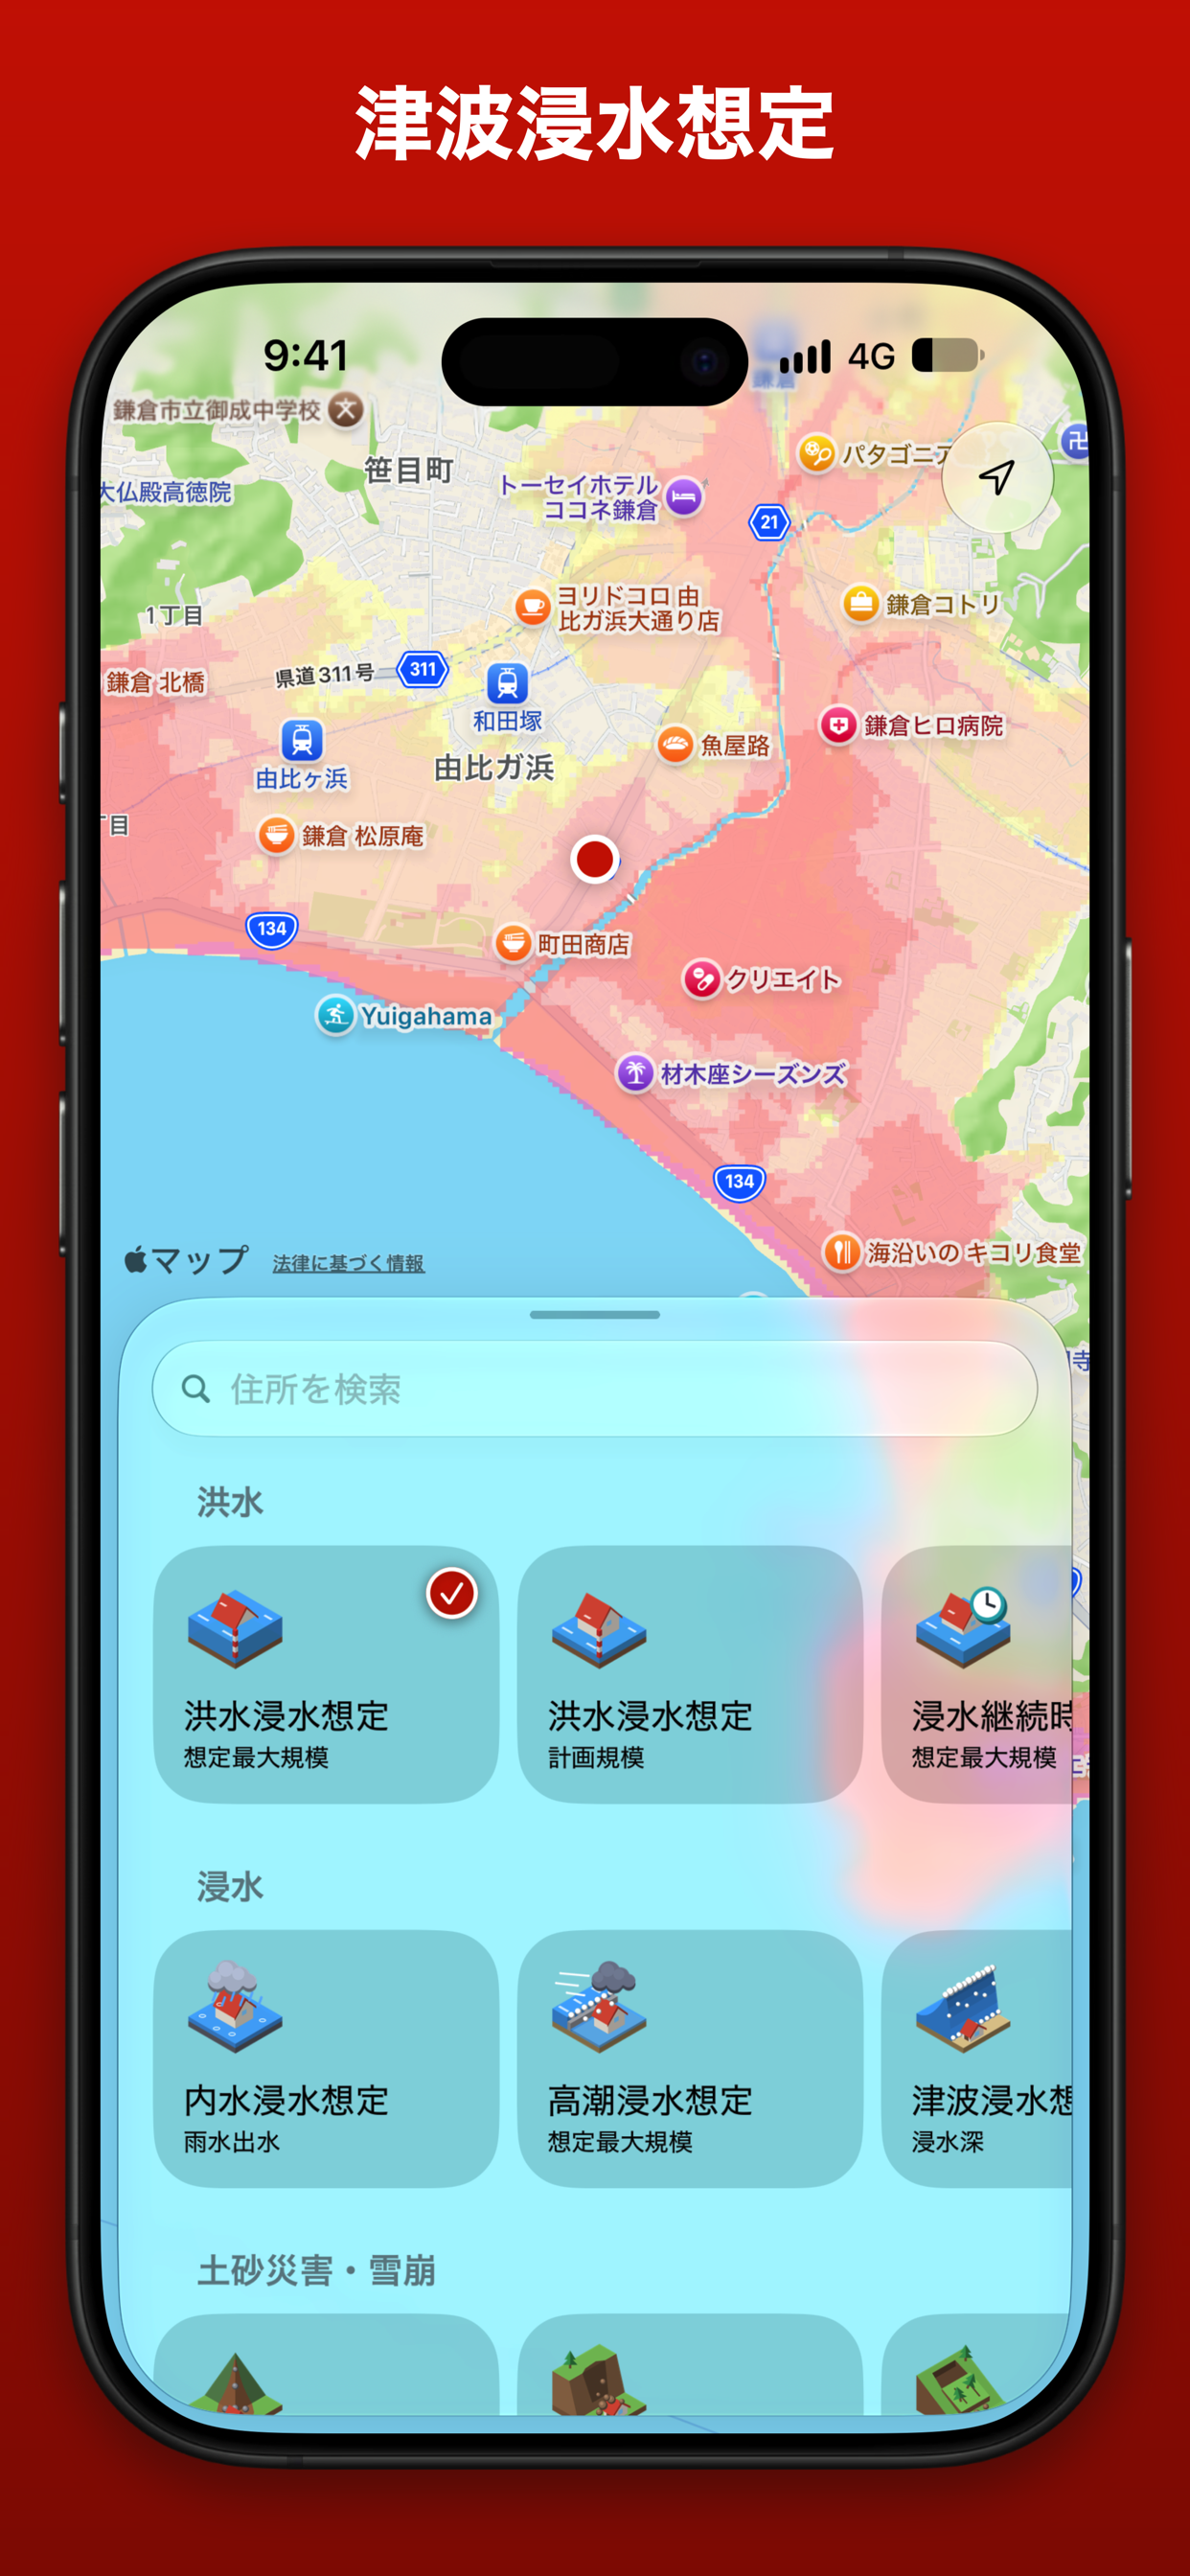 津波浸水想定
9:41
4G
鎌倉
鎌倉市立御成中学校
笹目町
パタゴニア
大仏殿高徳院
トーセイホテル
ココネ鎌倉
21
ヨリドコロ 由
比ガ浜大通り店
鎌倉コトリ
1丁目
鎌倉 北橋
県道311号
311
和田塚
鎌倉ヒロ病院
魚屋路
由比ヶ浜
由比ガ浜
丁目
鎌倉 松原庵
134
町田商店
クリエイト
Yuigahama
材木座シーズンズ
134
海沿いの キコリ食堂
マップ
法律に基づく情報
寺
住所を検索
洪水
洪水浸水想定
想定最大規模
洪水浸水想定
計画規模
浸水継続時
想定最大規模
浸水
内水浸水想定
雨水出水
高潮浸水想定
想定最大規模
津波浸水想
浸水深
土砂災害・雪崩